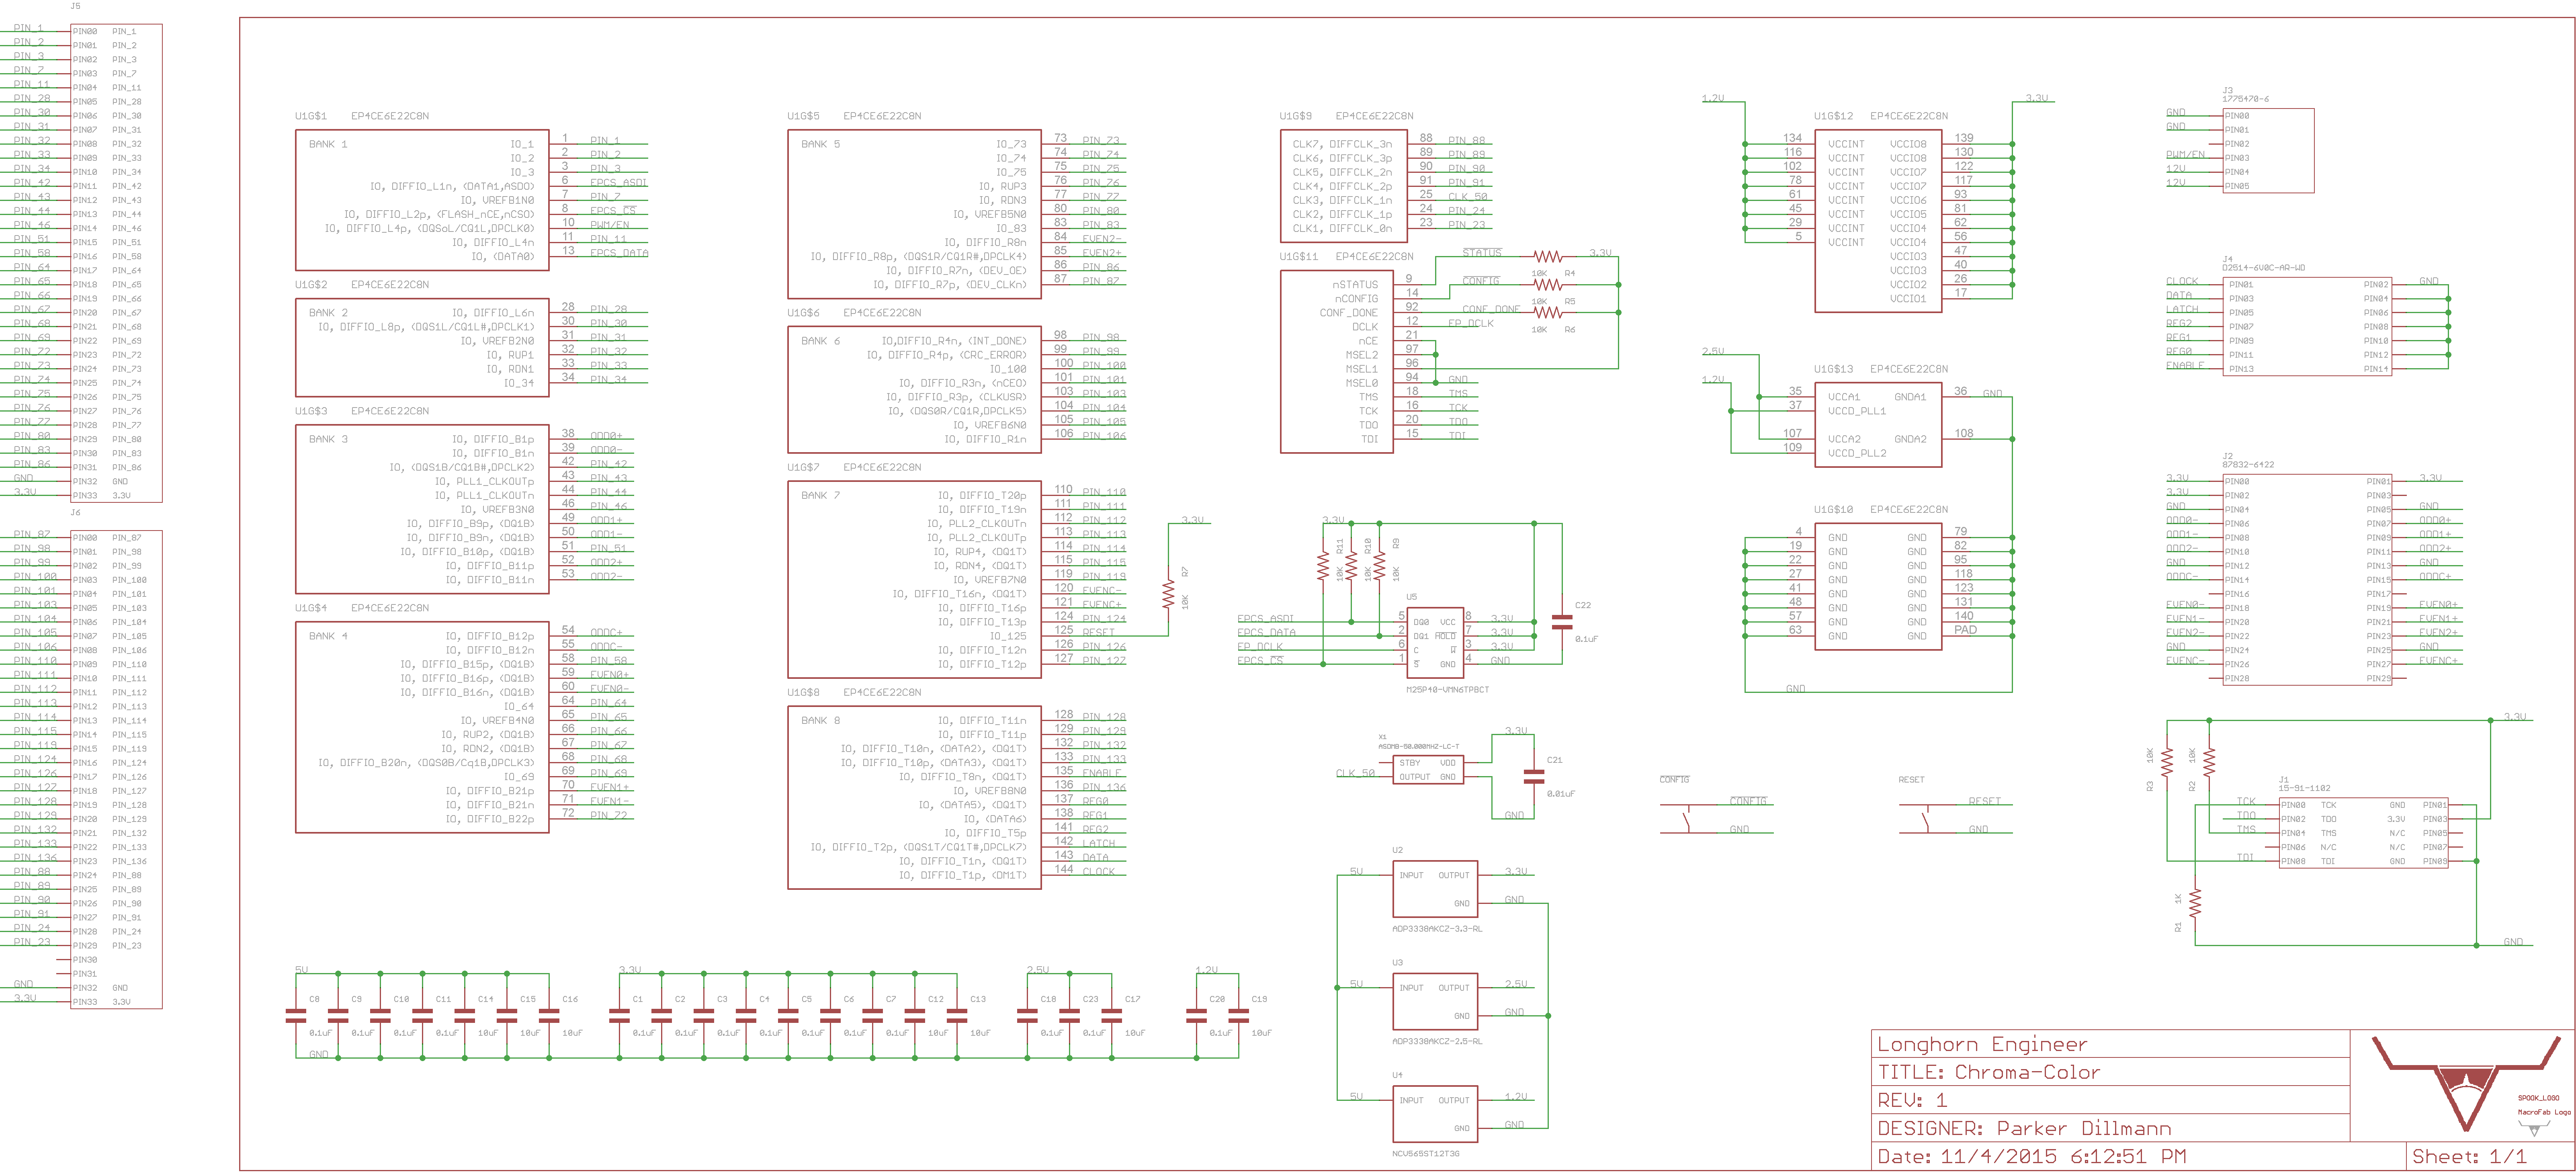 J5
PIN_1 PIN00 PIN_1
PIN_2 PIN01 PIN_2
PIN_3 PIN02 PIN_3
PIN_7 PIN03 PIN_7
PIN_11 PIN04 PIN_11
PIN_28 PIN05 PIN_28
PIN_30 PIN06 PIN_30
PIN_31 PIN07 PIN_31
PIN_32 PIN08 PIN_32
PIN_33 PIN09 PIN_33
PIN_34 PIN10 PIN_34
PIN_42 PIN11 PIN_42
PIN_43 PIN12 PIN_43
PIN_44 PIN13 PIN_44
PIN_46 PIN14 PIN_46
PIN_51 PIN15 PIN_51
PIN_58 PIN16 PIN_58
PIN_64 PIN17 PIN_64
PIN_65 PIN18 PIN_65
PIN_66 PIN19 PIN_66
PIN_67 PIN20 PIN_67
PIN_68 PIN21 PIN_68
PIN_69 PIN22 PIN_69
PIN_72 PIN23 PIN_72
PIN_73 PIN24 PIN_73
PIN_74 PIN25 PIN_74
PIN_75 PIN26 PIN_75
PIN_76 PIN27 PIN_76
PIN_77 PIN28 PIN_77
PIN_80 PIN29 PIN_80
PIN_83 PIN30 PIN_83
PIN_86 PIN31 PIN_86
GND PIN32 GND
3.3V PIN33 3.3V
J6
PIN_87 PIN00 PIN_87
PIN_98 PIN01 PIN_98
PIN_99 PIN02 PIN_99
PIN_100 PIN03 PIN_100
PIN_101 PIN04 PIN_101
PIN_103 PIN05 PIN_103
PIN_104 PIN06 PIN_104
PIN_105 PIN07 PIN_105
PIN_106 PIN08 PIN_106
PIN_110 PIN09 PIN_110
PIN_111 PIN10 PIN_111
PIN_112 PIN11 PIN_112
PIN_113 PIN12 PIN_113
PIN_114 PIN13 PIN_114
PIN_115 PIN14 PIN_115
PIN_119 PIN15 PIN_119
PIN_124 PIN16 PIN_124
PIN_126 PIN17 PIN_126
PIN_127 PIN18 PIN_127
PIN_128 PIN19 PIN_128
PIN_129 PIN20 PIN_129
PIN_132 PIN21 PIN_132
PIN_133 PIN22 PIN_133
PIN_136 PIN23 PIN_136
PIN_88 PIN24 PIN_88
PIN_89 PIN25 PIN_89
PIN_90 PIN26 PIN_90
PIN_91 PIN27 PIN_91
PIN_24 PIN28 PIN_24
PIN_23 PIN29 PIN_23
PIN30
PIN31
GND PIN32 GND
3.3V PIN33 3.3V
U1G$1 EP4CE6E22C8N
BANK 1 IO_1 1 PIN_1
IO_2 2 PIN_2
IO_3 3 PIN_3
IO, DIFFIO_L1n, (DATA1,ASDO) 6 EPCS_ASDI
IO, VREFB1N0 7 PIN_7
IO, DIFFIO_L2p, (FLASH_nCE,nCSO) 8 EPCS_CS
IO, DIFFIO_L4p, (DQSoL/CQ1L,DPCLK0) 10 PWM/EN
IO, DIFFIO_L4n 11 PIN_11
IO, (DATA0) 13 EPCS_DATA
U1G$2 EP4CE6E22C8N
BANK 2 IO, DIFFIO_L6n 28 PIN_28
IO, DIFFIO_L8p, (DQS1L/CQ1L#,DPCLK1) 30 PIN_30
IO, VREFB2N0 31 PIN_31
IO, RUP1 32 PIN_32
IO, RDN1 33 PIN_33
IO_34 34 PIN_34
U1G$3 EP4CE6E22C8N
BANK 3 IO, DIFFIO_B1p 38 ODD0+
IO, DIFFIO_B1n 39 ODD0-
IO, (DQS1B/CQ1B#,DPCLK2) 42 PIN_42
IO, PLL1_CLKOUTp 43 PIN_43
IO, PLL1_CLKOUTn 44 PIN_44
IO, VREFB3N0 46 PIN_46
IO, DIFFIO_B9p, (DQ1B) 49 ODD1+
IO, DIFFIO_B9n, (DQ1B) 50 ODD1-
IO, DIFFIO_B10p, (DQ1B) 51 PIN_51
IO, DIFFIO_B11p 52 ODD2+
IO, DIFFIO_B11n 53 ODD2-
U1G$4 EP4CE6E22C8N
BANK 4 IO, DIFFIO_B12p 54 ODDC+
IO, DIFFIO_B12n 55 ODDC-
IO, DIFFIO_B15p, (DQ1B) 58 PIN_58
IO, DIFFIO_B16p, (DQ1B) 59 EVEN0+
IO, DIFFIO_B16n, (DQ1B) 60 EVEN0-
IO_64 64 PIN_64
IO, VREFB4N0 65 PIN_65
IO, RUP2, (DQ1B) 66 PIN_66
IO, RDN2, (DQ1B) 67 PIN_67
IO, DIFFIO_B20n, (DQS0B/Cq1B,DPCLK3) 68 PIN_68
IO_69 69 PIN_69
IO, DIFFIO_B21p 70 EVEN1+
IO, DIFFIO_B21n 71 EVEN1-
IO, DIFFIO_B22p 72 PIN_72
U1G$5 EP4CE6E22C8N
BANK 5 IO_73 73 PIN_73
IO_74 74 PIN_74
IO_75 75 PIN_75
IO, RUP3 76 PIN_76
IO, RDN3 77 PIN_77
IO, VREFB5N0 80 PIN_80
IO_83 83 PIN_83
IO, DIFFIO_R8n 84 EVEN2-
IO, DIFFIO_R8p, (DQS1R/CQ1R#,DPCLK4) 85 EVEN2+
IO, DIFFIO_R7n, (DEV_OE) 86 PIN_86
IO, DIFFIO_R7p, (DEV_CLKn) 87 PIN_87
U1G$6 EP4CE6E22C8N
BANK 6 IO,DIFFIO_R4n, (INT_DONE) 98 PIN_98
IO, DIFFIO_R4p, (CRC_ERROR) 99 PIN_99
IO_100 100 PIN_100
IO, DIFFIO_R3n, (nCEO) 101 PIN_101
IO, DIFFIO_R3p, (CLKUSR) 103 PIN_103
IO, (DQS0R/CQ1R,DPCLK5) 104 PIN_104
IO, VREFB6N0 105 PIN_105
IO, DIFFIO_R1n 106 PIN_106
U1G$7 EP4CE6E22C8N
BANK 7 IO, DIFFIO_T20p 110 PIN_110
IO, DIFFIO_T19n 111 PIN_111
IO, PLL2_CLKOUTn 112 PIN_112
IO, PLL2_CLKOUTp 113 PIN_113
IO, RUP4, (DQ1T) 114 PIN_114
IO, RDN4, (DQ1T) 115 PIN_115
IO, VREFB7N0 119 PIN_119
IO, DIFFIO_T16n, (DQ1T) 120 EVENC-
IO, DIFFIO_T16p 121 EVENC+
IO, DIFFIO_T13p 124 PIN_124
IO_125 125 RESET
IO, DIFFIO_T12n 126 PIN_126
IO, DIFFIO_T12p 127 PIN_127
3.3V
R7
10K
U1G$8 EP4CE6E22C8N
BANK 8 IO, DIFFIO_T11n 128 PIN_128
IO, DIFFIO_T11p 129 PIN_129
IO, DIFFIO_T10n, (DATA2), (DQ1T) 132 PIN_132
IO, DIFFIO_T10p, (DATA3), (DQ1T) 133 PIN_133
IO, DIFFIO_T8n, (DQ1T) 135 ENABLE
IO, VREFB8N0 136 PIN_136
IO, (DATA5), (DQ1T) 137 REG0
IO, (DATA6) 138 REG1
IO, DIFFIO_T5p 141 REG2
IO, DIFFIO_T2p, (DQS1T/CQ1T#,DPCLK7) 142 LATCH
IO, DIFFIO_T1n, (DQ1T) 143 DATA
IO, DIFFIO_T1p, (DM1T) 144 CLOCK
U1G$9 EP4CE6E22C8N
CLK7, DIFFCLK_3n 88 PIN_88
CLK6, DIFFCLK_3p 89 PIN_89
CLK5, DIFFCLK_2n 90 PIN_90
CLK4, DIFFCLK_2p 91 PIN_91
CLK3, DIFFCLK_1n 25 CLK_50
CLK2, DIFFCLK_1p 24 PIN_24
CLK1, DIFFCLK_0n 23 PIN_23
U1G$11 EP4CE6E22C8N
nSTATUS 9 STATUS 10K R4 3.3V
nCONFIG 14 CONFIG 10K R5
CONF_DONE 92 CONF_DONE 10K R6
DCLK 12 EP_DCLK
nCE 21
MSEL2 97
MSEL1 96
MSEL0 94 GND
TMS 18 TMS
TCK 16 TCK
TDO 20 TDO
TDI 15 TDI
3.3V
R11 R10 R9
10K 10K 10K
U5
EPCS_ASDI 5 DQ0 VCC 8 3.3V
EPCS_DATA 2 DQ1 HOLD 7 3.3V
EP_DCLK 6 C W 3 3.3V
EPCS_CS 1 S GND 4 GND
M25P40-VMN6TPBCT
C22
0.1uF
X1
ASDMB-50.000MHZ-LC-T
STBY VDD 3.3V
CLK_50 OUTPUT GND GND
C21
0.01uF
U2
5V INPUT OUTPUT 3.3V
GND GND
ADP3338AKCZ-3.3-RL
U3
5V INPUT OUTPUT 2.5V
GND GND
ADP3338AKCZ-2.5-RL
U4
5V INPUT OUTPUT 1.2V
GND
NCV565ST12T3G
1.2V 3.3V
U1G$12 EP4CE6E22C8N
134 VCCINT VCCIO8 139
116 VCCINT VCCIO8 130
102 VCCINT VCCIO7 122
78 VCCINT VCCIO7 117
61 VCCINT VCCIO6 93
45 VCCINT VCCIO5 81
29 VCCINT VCCIO4 62
5 VCCINT VCCIO4 56
VCCIO3 47
VCCIO3 40
VCCIO2 26
VCCIO1 17
2.5V
1.2V
U1G$13 EP4CE6E22C8N
35 VCCA1 GNDA1 36 GND
37 VCCD_PLL1
107 VCCA2 GNDA2 108
109 VCCD_PLL2
U1G$10 EP4CE6E22C8N
4 GND GND 79
19 GND GND 82
22 GND GND 95
27 GND GND 118
41 GND GND 123
48 GND GND 131
57 GND GND 140
63 GND GND PAD
GND
CONFIG
CONFIG
GND
RESET
RESET
GND
J3
1775470-6
GND PIN00
GND PIN01
PIN02
PWM/EN PIN03
12V PIN04
12V PIN05
J4
D2514-6V0C-AR-WD
CLOCK PIN01 PIN02 GND
DATA PIN03 PIN04
LATCH PIN05 PIN06
REG2 PIN07 PIN08
REG1 PIN09 PIN10
REG0 PIN11 PIN12
ENABLE PIN13 PIN14
J2
87832-6422
3.3V PIN00 PIN01 3.3V
3.3V PIN02 PIN03
GND PIN04 PIN05 GND
ODD0- PIN06 PIN07 ODD0+
ODD1- PIN08 PIN09 ODD1+
ODD2- PIN10 PIN11 ODD2+
GND PIN12 PIN13 GND
ODDC- PIN14 PIN15 ODDC+
PIN16 PIN17
EVEN0- PIN18 PIN19 EVEN0+
EVEN1- PIN20 PIN21 EVEN1+
EVEN2- PIN22 PIN23 EVEN2+
GND PIN24 PIN25 GND
EVENC- PIN26 PIN27 EVENC+
PIN28 PIN29
3.3V
10K 10K
R3 R2
J1
15-91-1102
TCK PIN00 TCK GND PIN01
TDO PIN02 TDO 3.3V PIN03
TMS PIN04 TMS N/C PIN05
PIN06 N/C N/C PIN07
TDI PIN08 TDI GND PIN09
1K
R1
GND
5V 3.3V 2.5V 1.2V
C8 C9 C10 C11 C14 C15 C16 C1 C2 C3 C4 C5 C6 C7 C12 C13 C18 C23 C17 C20 C19
0.1uF 0.1uF 0.1uF 0.1uF 10uF 10uF 10uF 0.1uF 0.1uF 0.1uF 0.1uF 0.1uF 0.1uF 0.1uF 10uF 10uF 0.1uF 0.1uF 10uF 0.1uF 10uF
GND
Longhorn Engineer
TITLE: Chroma-Color
REV: 1
DESIGNER: Parker Dillmann
Date: 11/4/2015 6:12:51 PM
Sheet: 1/1
SPOOK_LOGO
MacroFab Logo